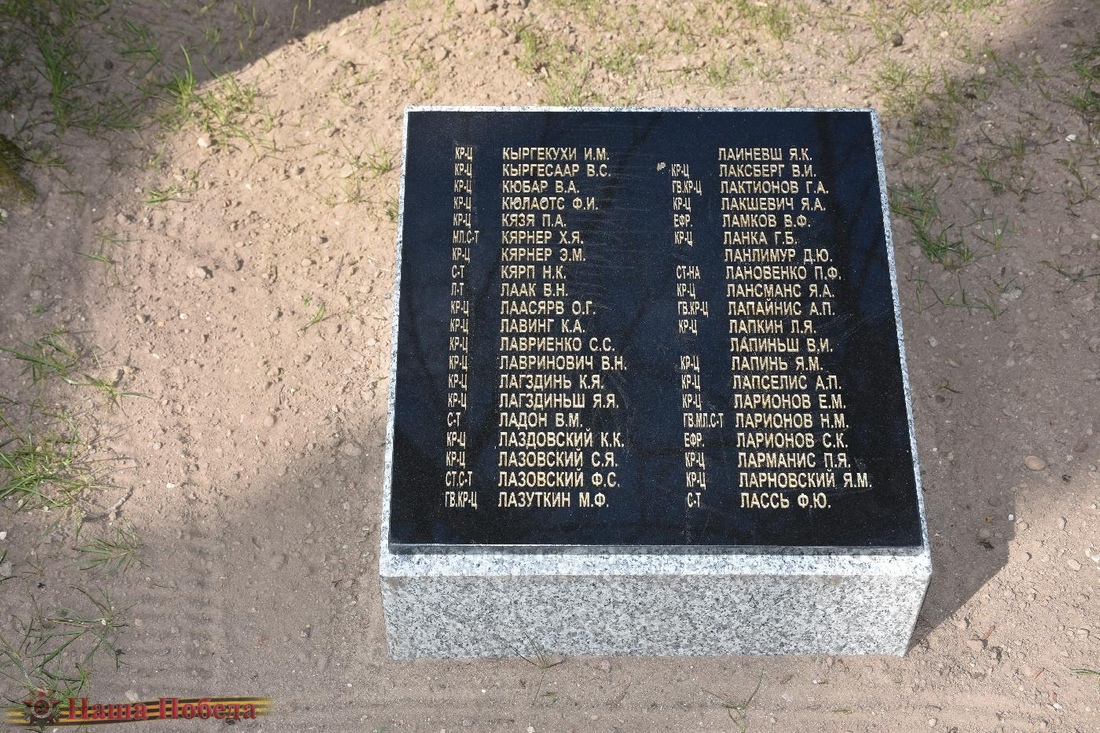 КР-Ц КЫРГЕКУХИ И.М.
КР-Ц КЫРГЕСААР В.С.
КР-Ц КЮБАР В.А.
КР-Ц КЮЛАОТС Ф.И.
КР-Ц КЯЗЯ П.А.
МЛ.С-Т КЯРНЕР Х.Я.
КР-Ц КЯРНЕР Э.М.
С-Т КЯРП Н.К.
Л-Т ЛААК В.Н.
КР-Ц ЛААСЯРВ О.Г.
КР-Ц ЛАВИНГ К.А.
КР-Ц ЛАВРИЕНКО С.С.
КР-Ц ЛАВРИНОВИЧ В.Н.
КР-Ц ЛАГЗДИНЬ К.Я.
КР-Ц ЛАГЗДИНЬШ Я.Я.
С-Т ЛАДОН В.М.
КР-Ц ЛАЗДОВСКИЙ К.К.
КР-Ц ЛАЗОВСКИЙ С.Я.
СТ.С-Т ЛАЗОВСКИЙ Ф.С.
ГВ.КР-Ц ЛАЗУТКИН М.Ф.
ЛАИНЕВШ Я.К.
КР-Ц ЛАКСБЕРГ В.И.
ГВ.КР-Ц ЛАКТИОНОВ Г.А.
КР-Ц ЛАКШЕВИЧ Я.А.
ЕФР. ЛАМКОВ В.Ф.
КР-Ц ЛАНКА Г.Б.
ЛАНЛИМУР Д.Ю.
СТ-НА ЛАНОВЕНКО П.Ф.
КР-Ц ЛАНСМАНС Я.А.
ГВ.КР-Ц ЛАПАЙНИС А.П.
КР-Ц ЛАПКИН Л.Я.
ЛАПИНЬШ В.И.
КР-Ц ЛАПИНЬ Я.М.
КР-Ц ЛАПСЕЛИС А.П.
КР-Ц ЛАРИОНОВ Е.М.
ГВ.МЛ.С-Т ЛАРИОНОВ Н.М.
ЕФР. ЛАРИОНОВ С.К.
КР-Ц ЛАРМАНИС П.Я.
КР-Ц ЛАРНОВСКИЙ Я.М.
С-Т ЛАССЬ Ф.Ю.
Наша Победа